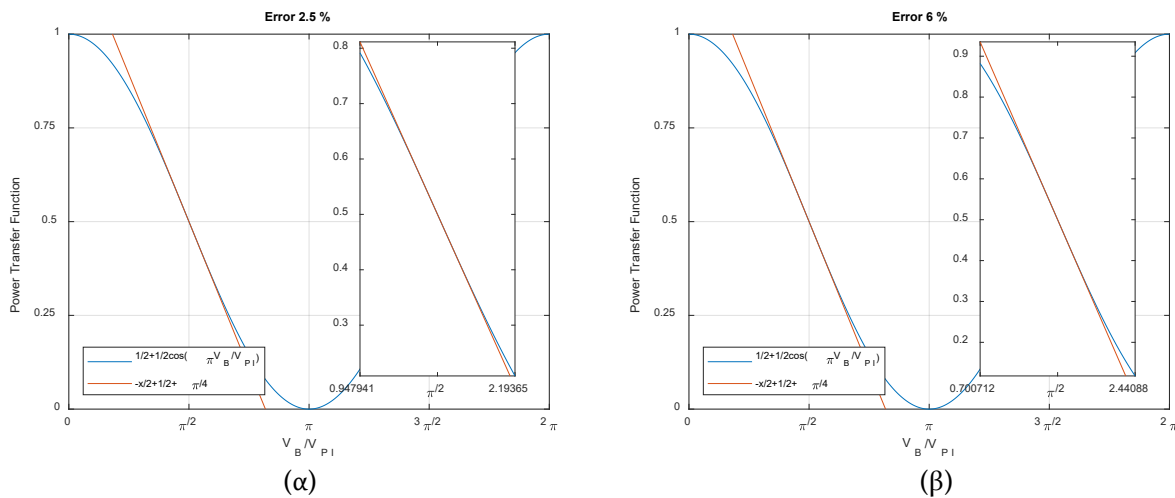 Error 2.5 %
1
0.75
0.5
0.25
0
Power Transfer Function
0.8
0.7
0.6
0.5
0.4
0.3
0.947941
π/2
2.19365
1/2+1/2cos( πV_B/V_PI)
-x/2+1/2+ π/4
0
π/2
π
3 π/2
2 π
V_B/V_PI
(α)
Error 6 %
1
0.75
0.5
0.25
0
Power Transfer Function
0.9
0.8
0.7
0.6
0.5
0.4
0.3
0.2
0.700712
π/2
2.44088
1/2+1/2cos( πV_B/V_PI)
-x/2+1/2+ π/4
0
π/2
π
3 π/2
2 π
V_B/V_PI
(β)